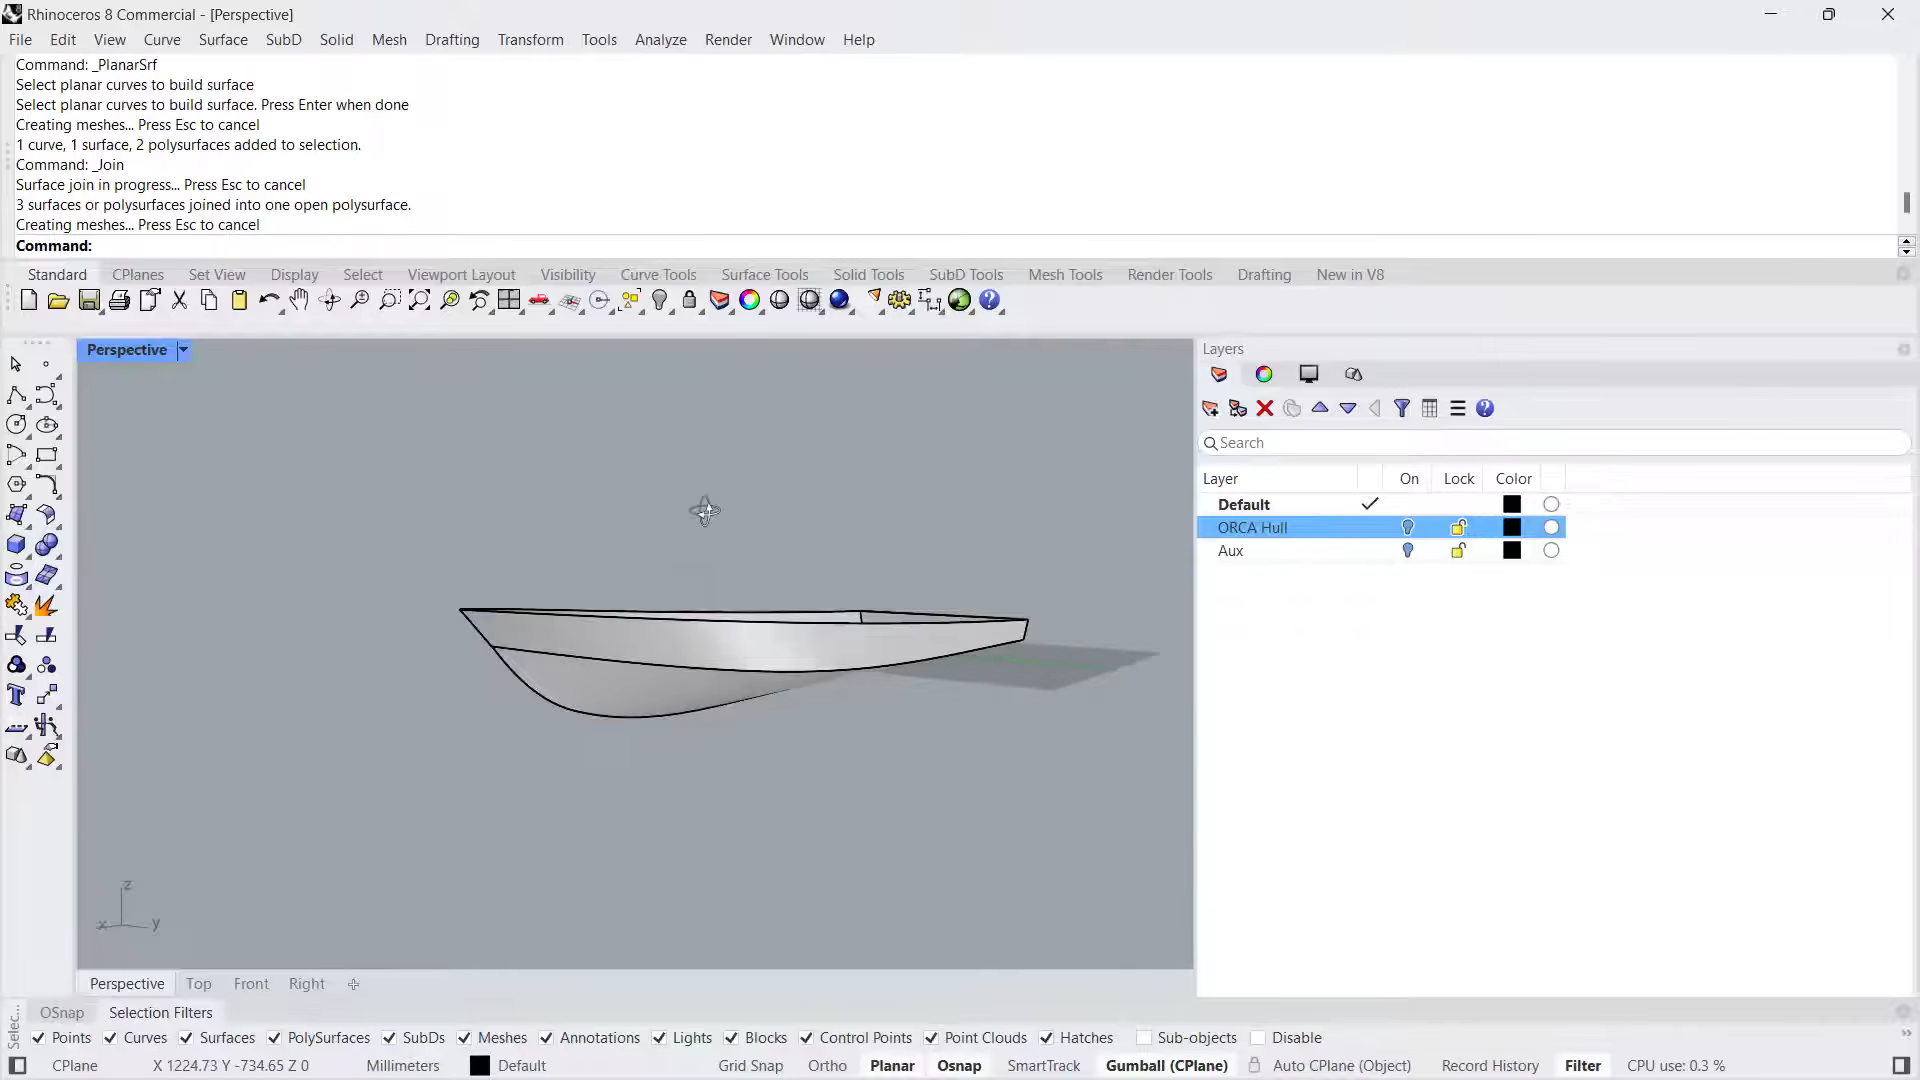 Rhinoceros 8 Commercial - [Perspective]
File Edit View Curve Surface SubD Solid Mesh Drafting Transform Tools Analyze Render Window Help
Command: _PlanarSrf
Select planar curves to build surface
Select planar curves to build surface. Press Enter when done
Creating meshes... Press Esc to cancel
1 curve, 1 surface, 2 polysurfaces added to selection.
Command: _Join
Surface join in progress... Press Esc to cancel
3 surfaces or polysurfaces joined into one open polysurface.
Creating meshes... Press Esc to cancel
Command:
Standard CPlanes Set View Display Select Viewport Layout Visibility Curve Tools Surface Tools Solid Tools SubD Tools Mesh Tools Render Tools Drafting New in V8
Perspective
Layers
Search
Layer On Lock Color
Default
ORCA Hull
Aux
z
x y
Perspective Top Front Right
Selec...
OSnap Selection Filters
Points Curves Surfaces PolySurfaces SubDs Meshes Annotations Lights Blocks Control Points Point Clouds Hatches Sub-objects Disable
CPlane X 1224.73 Y -734.65 Z 0 Millimeters Default Grid Snap Ortho Planar Osnap SmartTrack Gumball (CPlane) Auto CPlane (Object) Record History Filter CPU use: 0.3 %